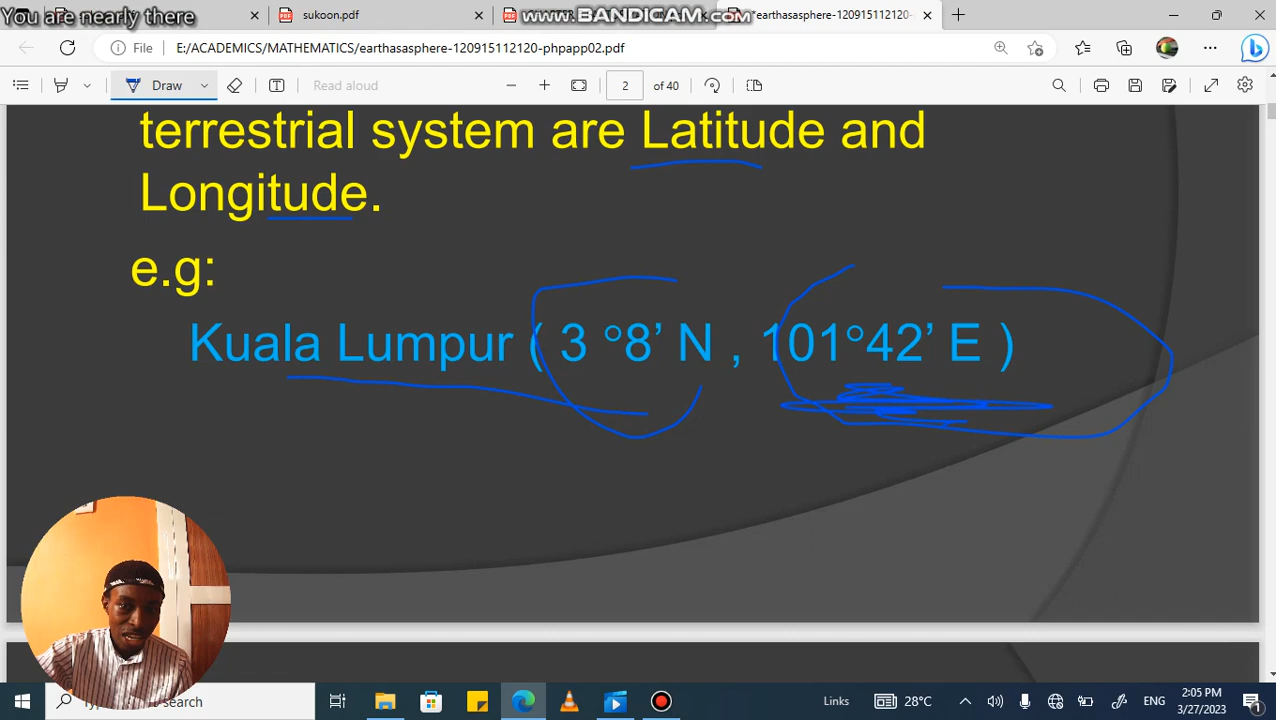 You are nearly there
sukoon.pdf
www.BANDICAM.com
earthasasphere-120915112120-
File
E:/ACADEMICS/MATHEMATICS/earthasasphere-120915112120-phpapp02.pdf
Draw
Read aloud
2
of 40
terrestrial system are Latitude and
Longitude.
e.g:
Kuala Lumpur ( 3 °8’ N , 101°42’ E )
search
Links
28°C
ENG
2:05 PM
3/27/2023